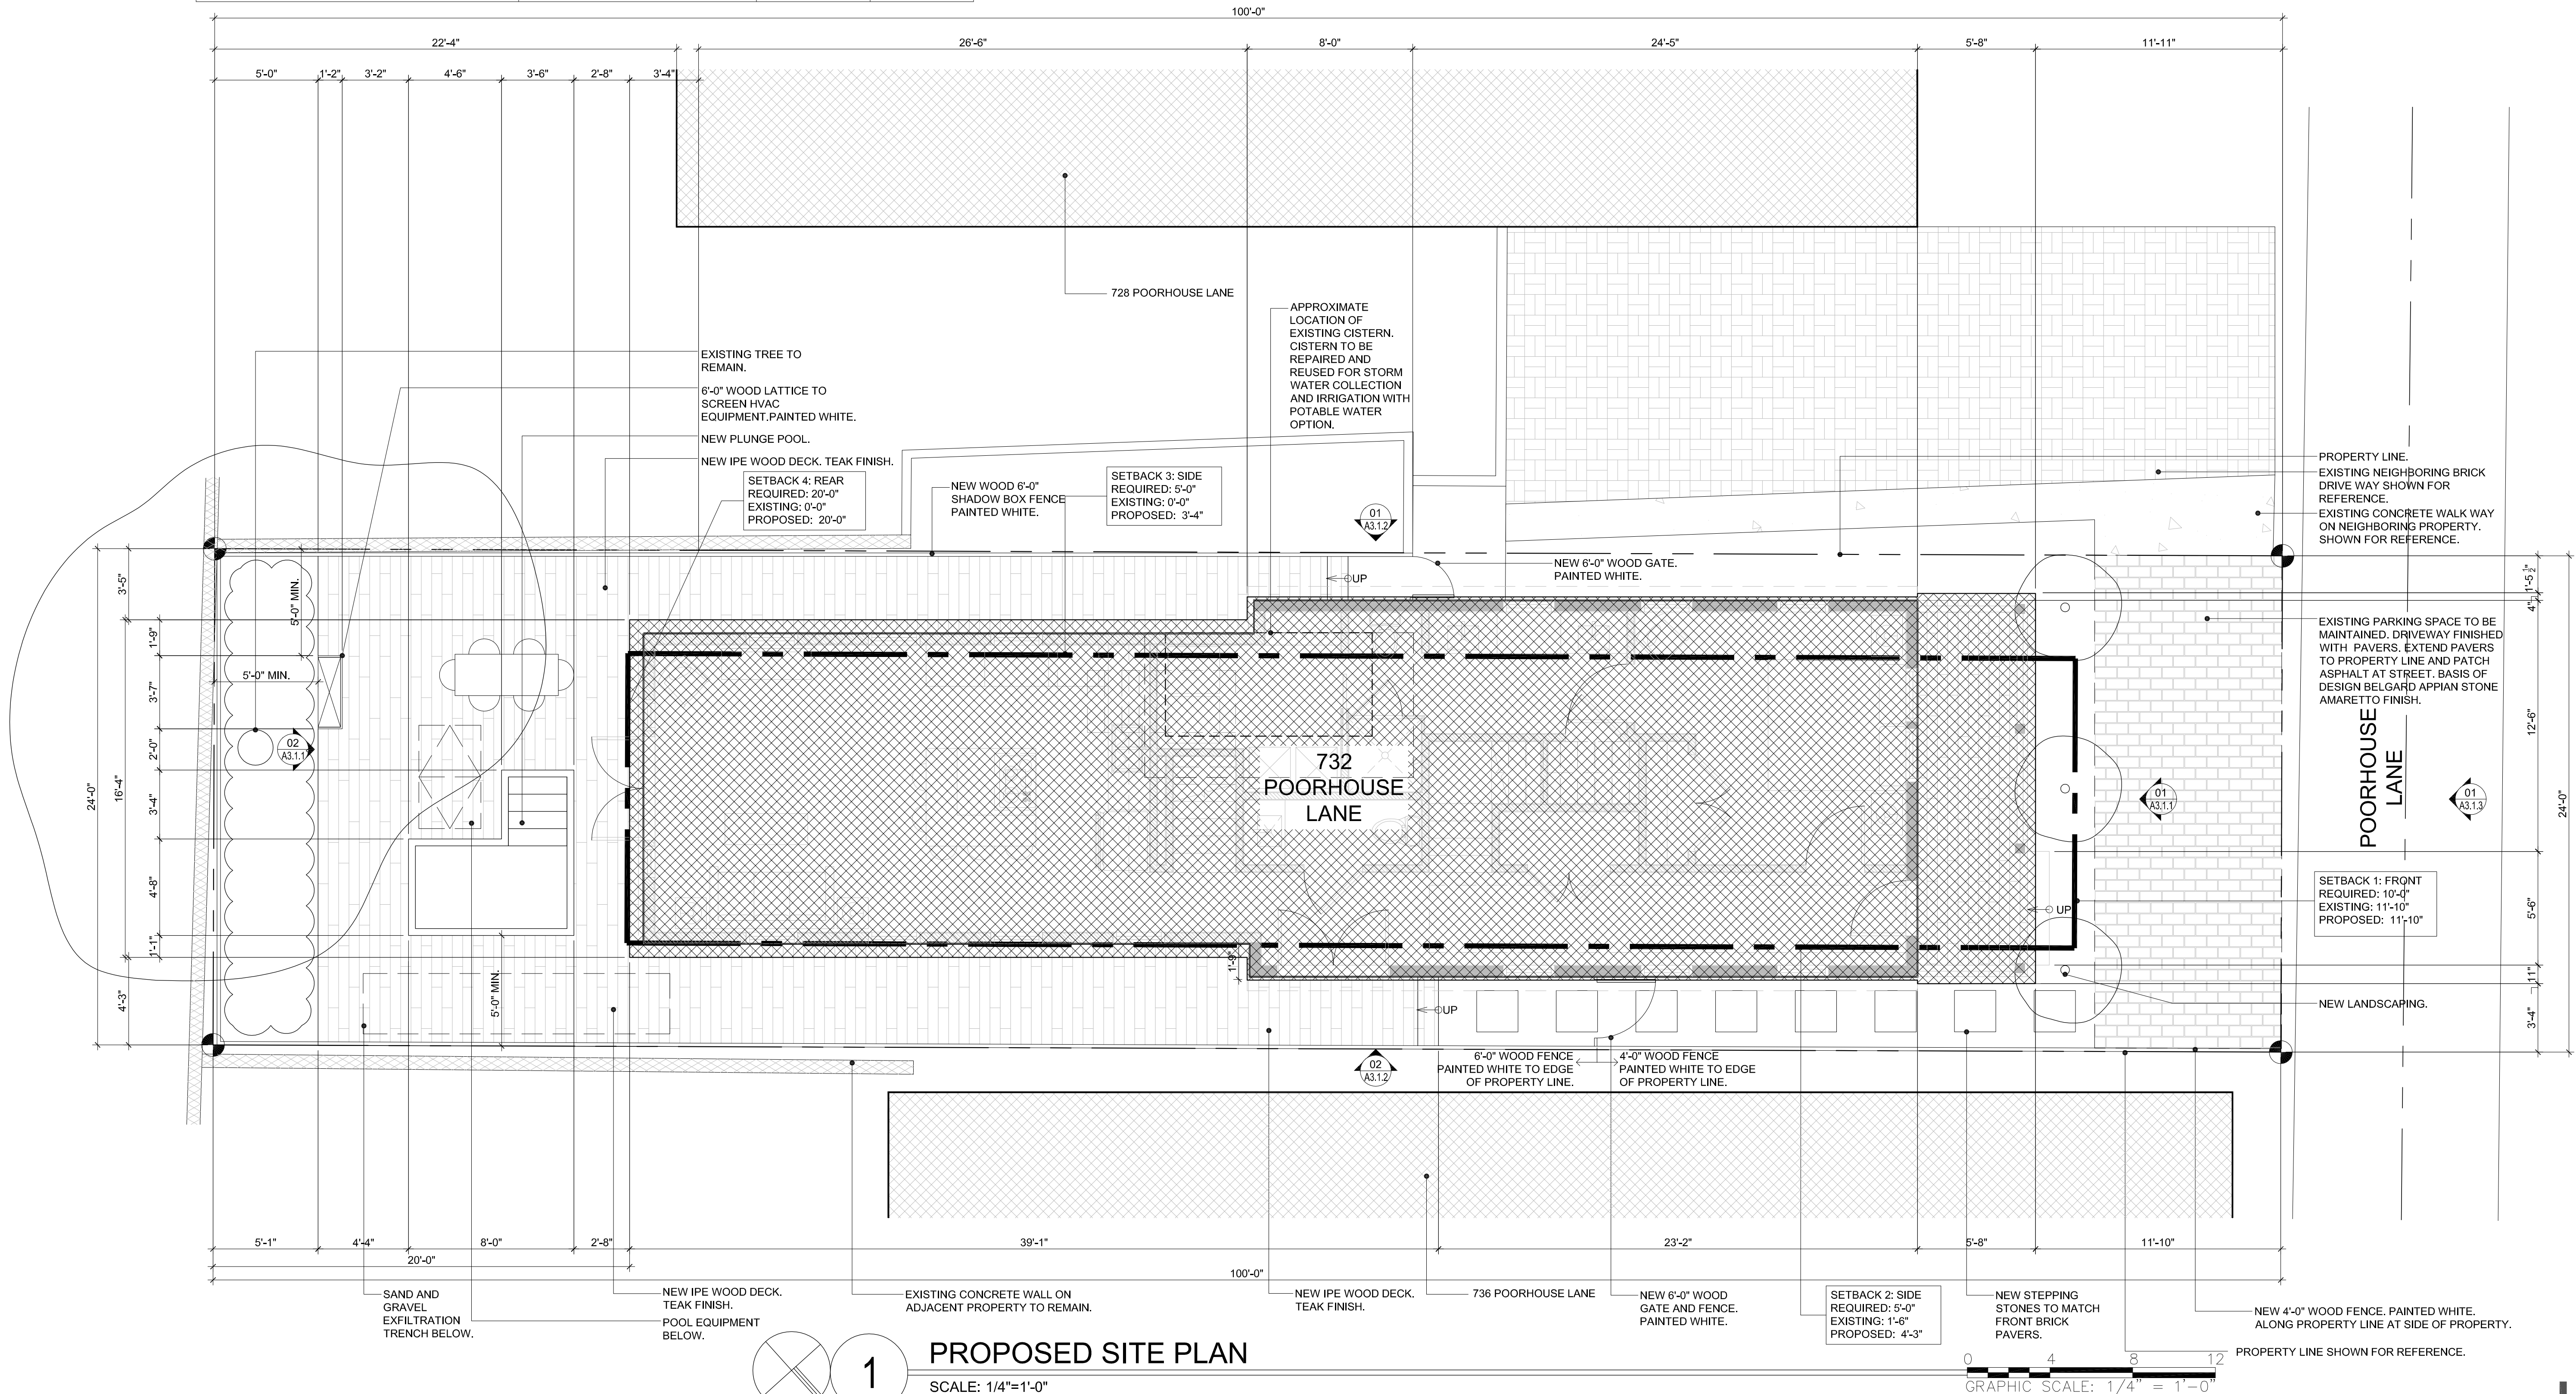 100'-0"
22'-4"
26'-6"
8'-0"
24'-5"
5'-8"
11'-11"
5'-0"
1'-2"
3'-2"
4'-6"
3'-6"
2'-8"
3'-4"
728 POORHOUSE LANE
APPROXIMATE
LOCATION OF
EXISTING CISTERN.
CISTERN TO BE
REPAIRED AND
REUSED FOR STORM
WATER COLLECTION
AND IRRIGATION WITH
POTABLE WATER
OPTION.
EXISTING TREE TO
REMAIN.
6'-0" WOOD LATTICE TO
SCREEN HVAC
EQUIPMENT.PAINTED WHITE.
NEW PLUNGE POOL.
NEW IPE WOOD DECK. TEAK FINISH.
SETBACK 4: REAR
REQUIRED: 20'-0"
EXISTING: 0'-0"
PROPOSED: 20'-0"
NEW WOOD 6'-0"
SHADOW BOX FENCE
PAINTED WHITE.
SETBACK 3: SIDE
REQUIRED: 5'-0"
EXISTING: 0'-0"
PROPOSED: 3'-4"
01
A3.1.2
NEW 6'-0" WOOD GATE.
PAINTED WHITE.
PROPERTY LINE.
EXISTING NEIGHBORING BRICK
DRIVE WAY SHOWN FOR
REFERENCE.
EXISTING CONCRETE WALK WAY
ON NEIGHBORING PROPERTY.
SHOWN FOR REFERENCE.
EXISTING PARKING SPACE TO BE
MAINTAINED. DRIVEWAY FINISHED
WITH PAVERS. EXTEND PAVERS
TO PROPERTY LINE AND PATCH
ASPHALT AT STREET. BASIS OF
DESIGN BELGARD APPIAN STONE
AMARETTO FINISH.
UP
24'-0"
3'-5"
16'-4"
4'-3"
1'-9"
3'-7"
2'-0"
3'-4"
4'-8"
1'-1"
5'-0" MIN.
5'-0" MIN.
5'-0" MIN.
02
A3.1.1
732
POORHOUSE
LANE
1'-9"
UP
UP
01
A3.1.1
POORHOUSE
LANE
01
A3.1.3
1'-5 1/2"
4"
12'-6"
5'-6"
11"
3'-4"
24'-0"
SETBACK 1: FRONT
REQUIRED: 10'-0"
EXISTING: 11'-10"
PROPOSED: 11'-10"
NEW LANDSCAPING.
02
A3.1.2
6'-0" WOOD FENCE
PAINTED WHITE TO EDGE
OF PROPERTY LINE.
4'-0" WOOD FENCE
PAINTED WHITE TO EDGE
OF PROPERTY LINE.
5'-1"
4'-4"
8'-0"
2'-8"
39'-1"
23'-2"
5'-8"
11'-10"
20'-0"
100'-0"
SAND AND
GRAVEL
EXFILTRATION
TRENCH BELOW.
NEW IPE WOOD DECK.
TEAK FINISH.
POOL EQUIPMENT
BELOW.
EXISTING CONCRETE WALL ON
ADJACENT PROPERTY TO REMAIN.
NEW IPE WOOD DECK.
TEAK FINISH.
736 POORHOUSE LANE
NEW 6'-0" WOOD
GATE AND FENCE.
PAINTED WHITE.
SETBACK 2: SIDE
REQUIRED: 5'-0"
EXISTING: 1'-6"
PROPOSED: 4'-3"
NEW STEPPING
STONES TO MATCH
FRONT BRICK
PAVERS.
NEW 4'-0" WOOD FENCE. PAINTED WHITE.
ALONG PROPERTY LINE AT SIDE OF PROPERTY.
PROPERTY LINE SHOWN FOR REFERENCE.
1
PROPOSED SITE PLAN
SCALE: 1/4"=1'-0"
0 4 8 12
GRAPHIC SCALE: 1/4" = 1'-0"